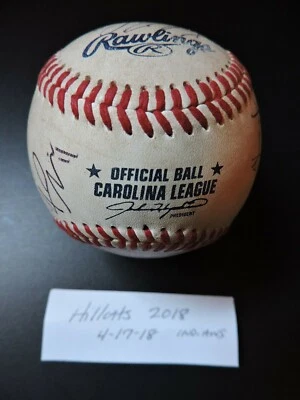 Rawlings
R
OFFICIAL BALL
CAROLINA LEAGUE
PRESIDENT
Hillcats 2018
4-17-18 INDIANS